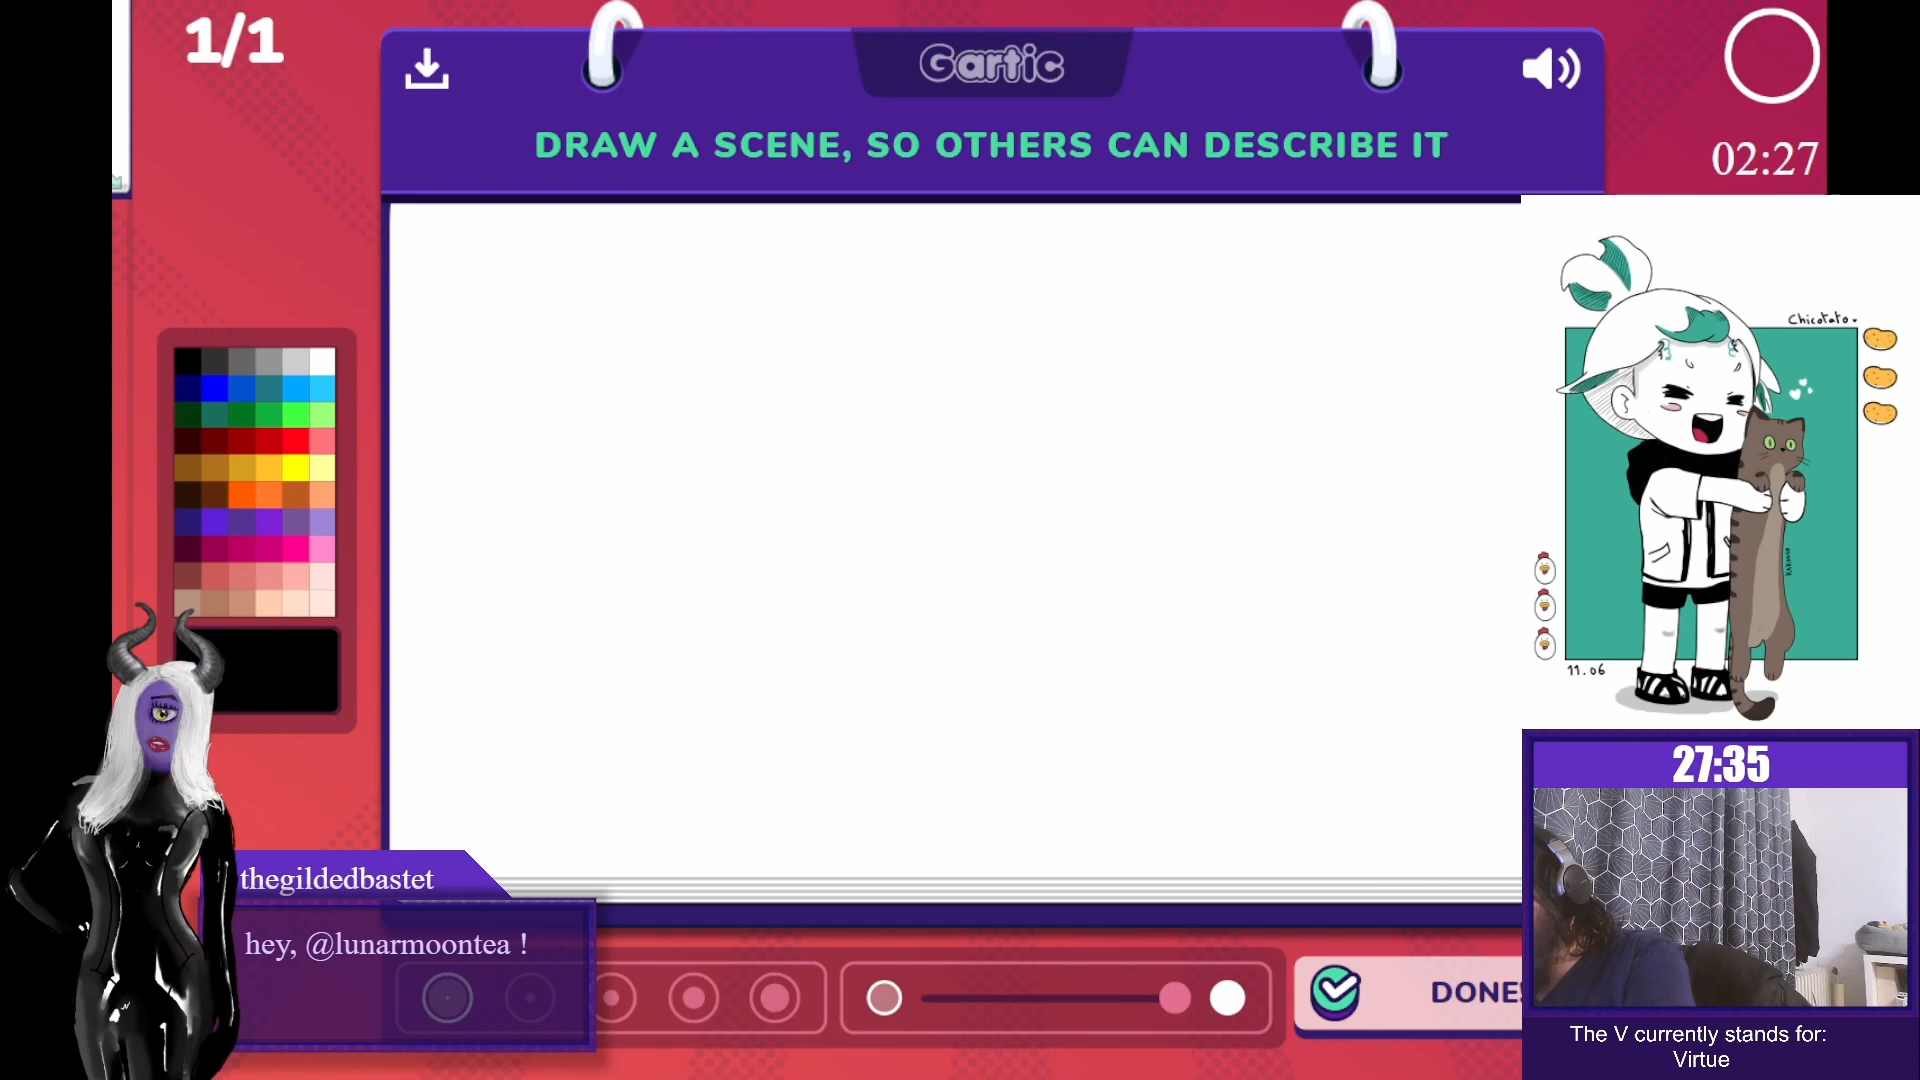 1/1
Gartic
DRAW A SCENE, SO OTHERS CAN DESCRIBE IT
02:27
Chicotato.
11.06
27:35
thegildedbastet
hey, @lunarmoontea !
DONE!
The V currently stands for:
Virtue